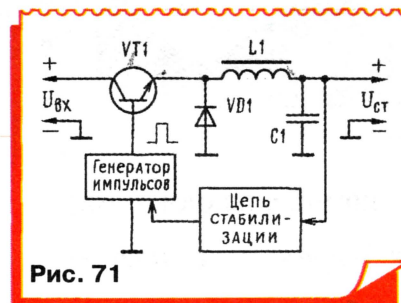 VT1
L1
+
+
Uвх
VD1
C1
Uст
−
−
Генератор
импульсов
Цепь
стабили-
зации
Рис. 71